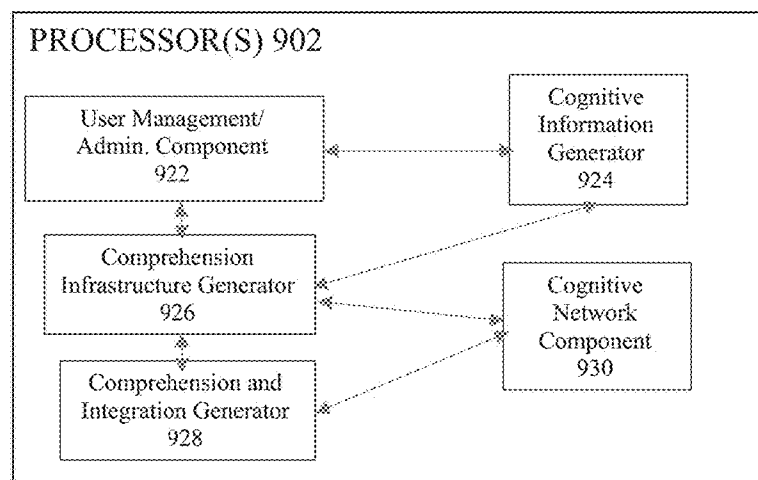 PROCESSOR(S) 902
User Management/
Admin. Component
922
Cognitive
Information
Generator
924
Comprehension
Infrastructure Generator
926
Cognitive
Network
Component
930
Comprehension and
Integration Generator
928